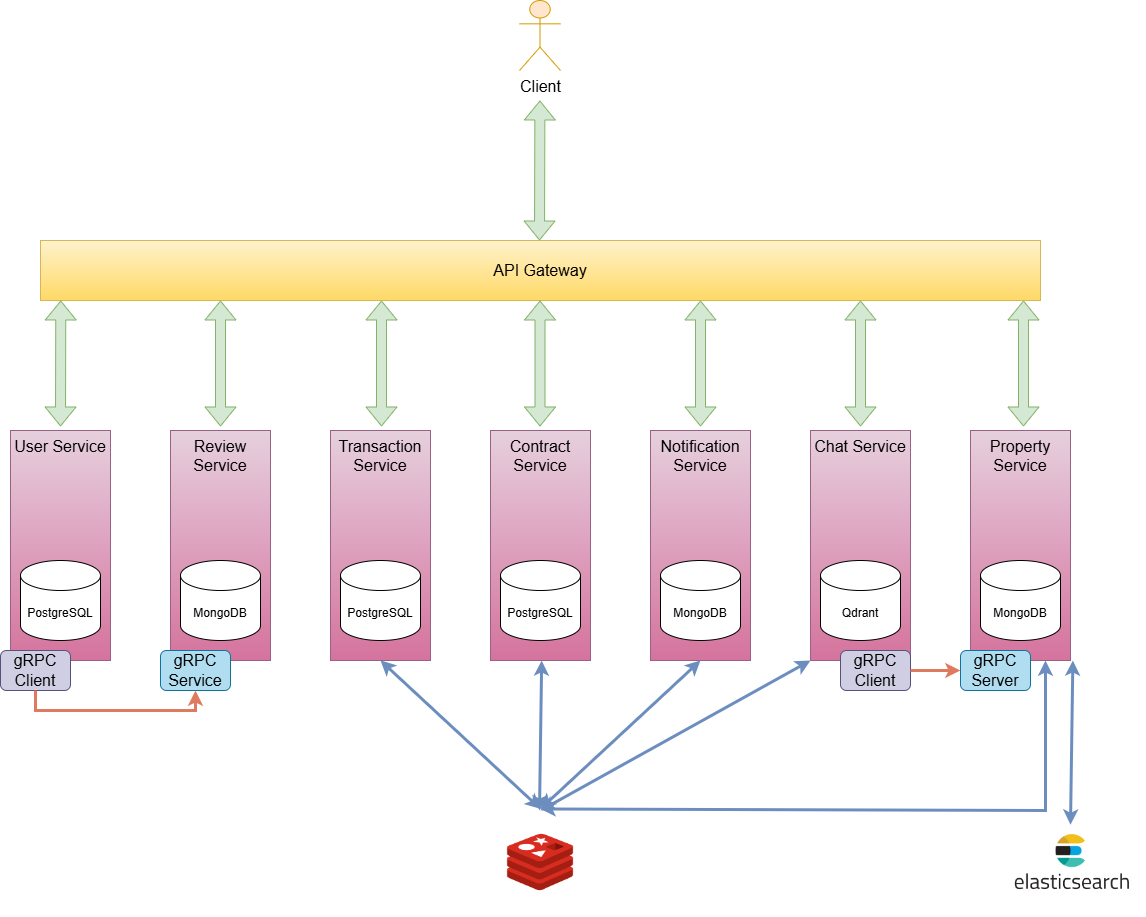 Client
API Gateway
User Service
Review
Service
Transaction
Service
Contract
Service
Notification
Service
Chat Service
Property
Service
PostgreSQL
MongoDB
PostgreSQL
PostgreSQL
MongoDB
Qdrant
MongoDB
gRPC
Client
gRPC
Service
gRPC
Client
gRPC
Server
elasticsearch